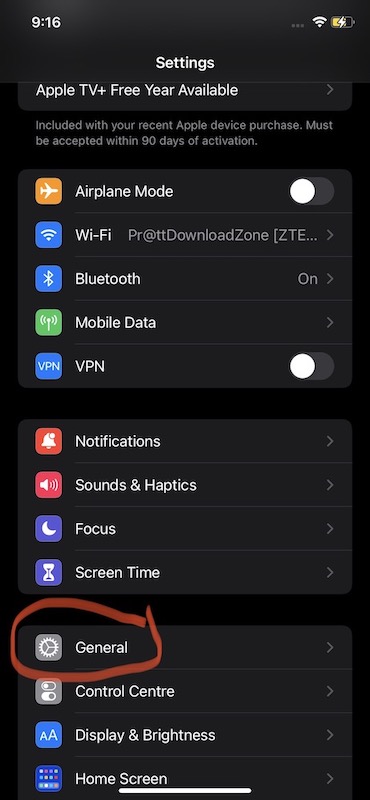 9:16
Settings
Apple TV+ Free Year Available
Included with your recent Apple device purchase. Must
be accepted within 90 days of activation.
Airplane Mode
Wi-Fi Pr@ttDownloadZone [ZTE...
Bluetooth On
Mobile Data
VPN VPN
Notifications
Sounds & Haptics
Focus
Screen Time
General
Control Centre
AA Display & Brightness
Home Screen